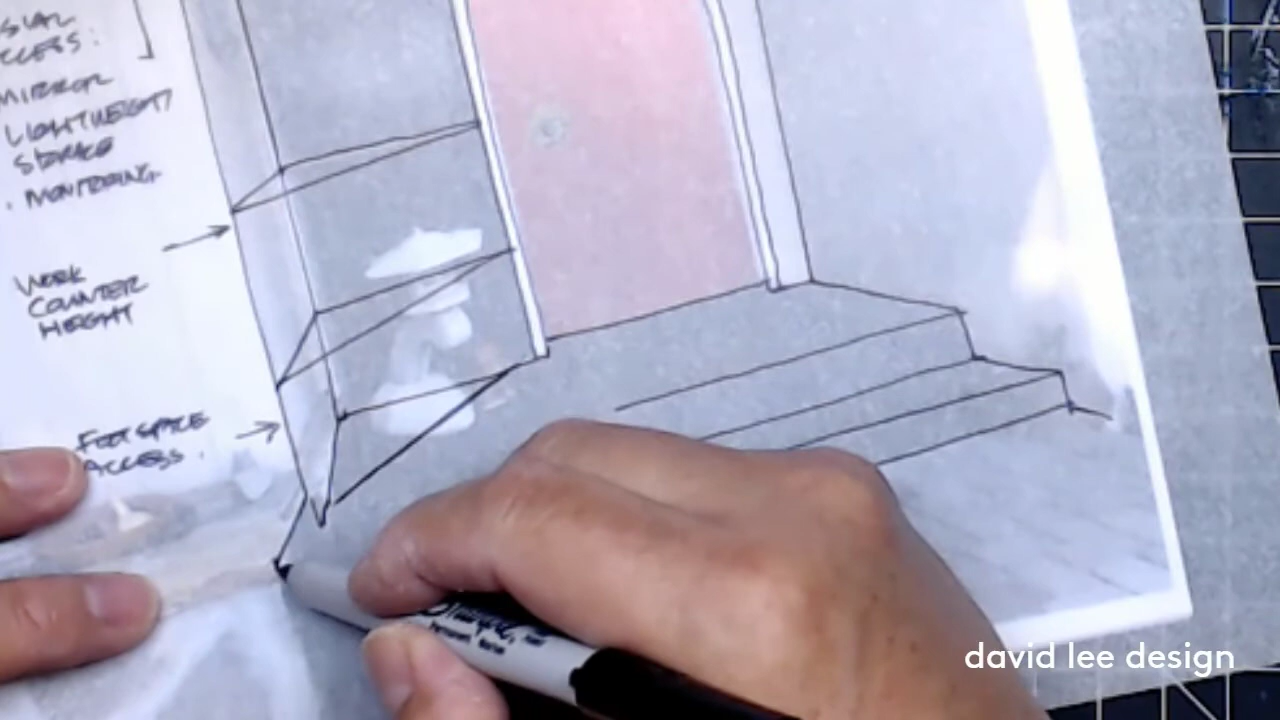 MIRROR
LIGHTWEIGHT
STORAGE
. MONITORING.
WORK
COUNTER
HEIGHT
FOOT SPACE
ACCESS.
david lee design